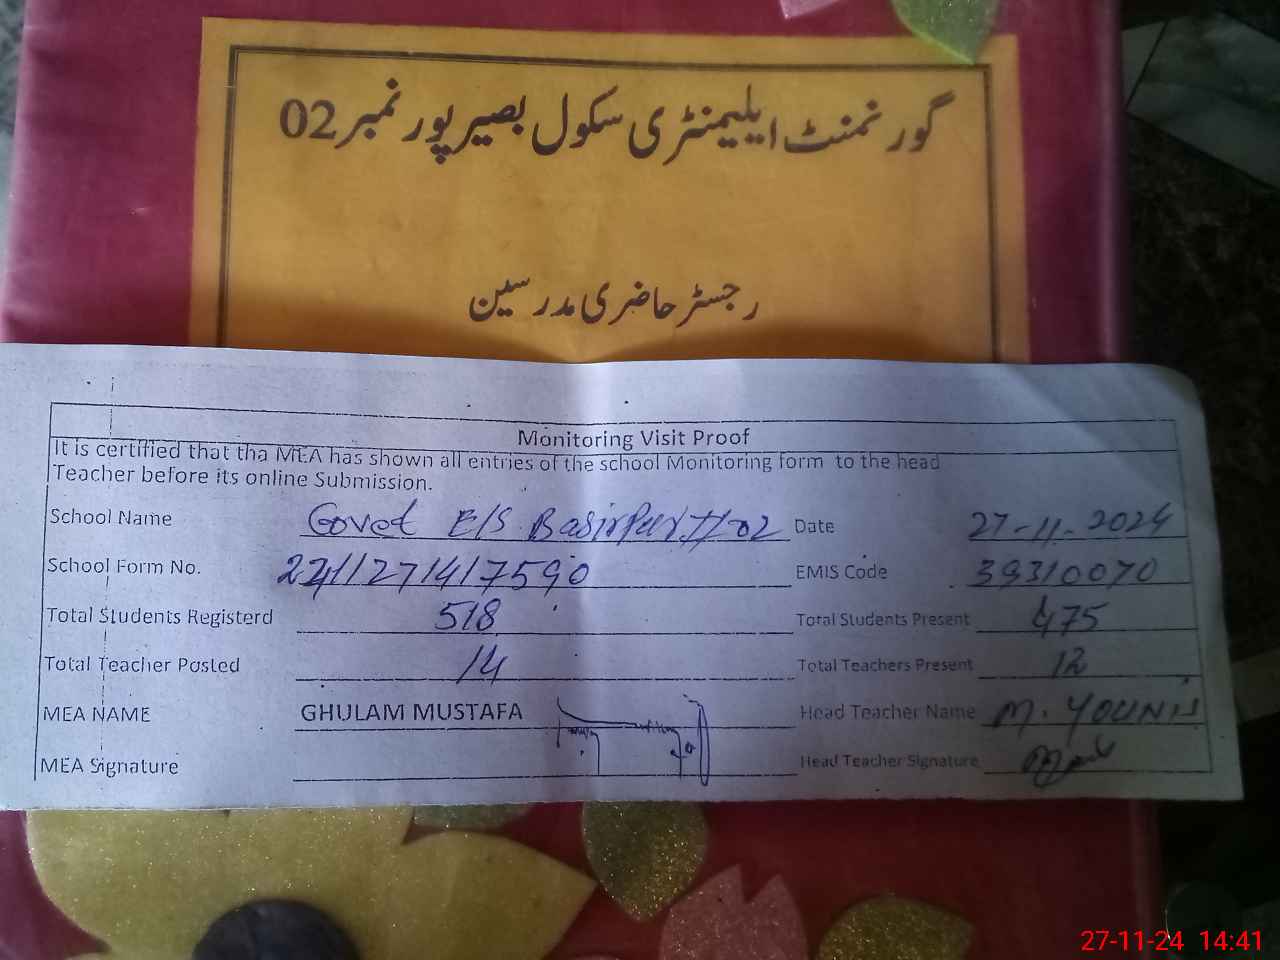 گورنمنٹ ایلیمنٹری سکول بصیرپور نمبر 02
رجسٹر حاضری مدرسین
Monitoring Visit Proof
It is certified that tha MEA has shown all entries of the school Monitoring form to the head
Teacher before its online Submission.
School Name Govet E/S Basirpur #02 Date 27-11-2024
School Form No. 22411271417590 EMIS Code 39310070
Total Students Registerd 518 Total Students Present 475
Total Teacher Posted 14 Total Teachers Present 12
MEA NAME GHULAM MUSTAFA Head Teacher Name M. YOUNIS
MEA Signature Head Teacher Signature
27-11-24 14:41